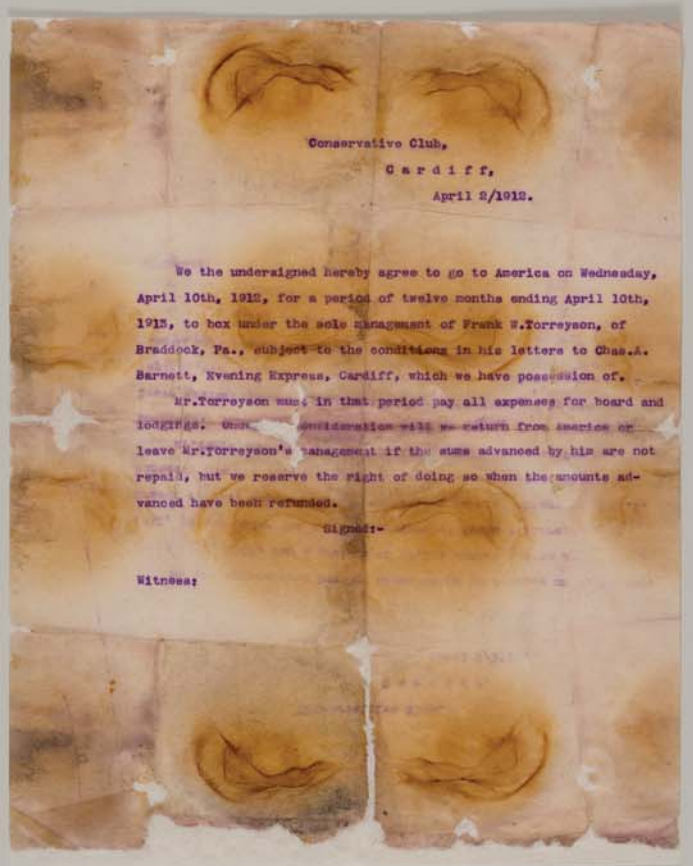 Conservative Club,
Cardiff,
April 2/1912.
We the undersigned hereby agree to go to America on Wednesday,
April 10th, 1912, for a period of twelve months ending April 10th,
1913, to box under the sole management of Frank W.Torreyson, of
Braddock, Pa., subject to the conditions in his letters to Chas.A.
Barnett, Evening Express, Cardiff, which we have possession of.
Mr.Torreyson must in that period pay all expenses for board and
lodgings. consideration will we return from America or
leave Mr.Torreyson's management if the sums advanced by him are not
repaid, but we reserve the right of doing so when the amounts ad-
vanced have been refunded.
Signed:-
Witness: